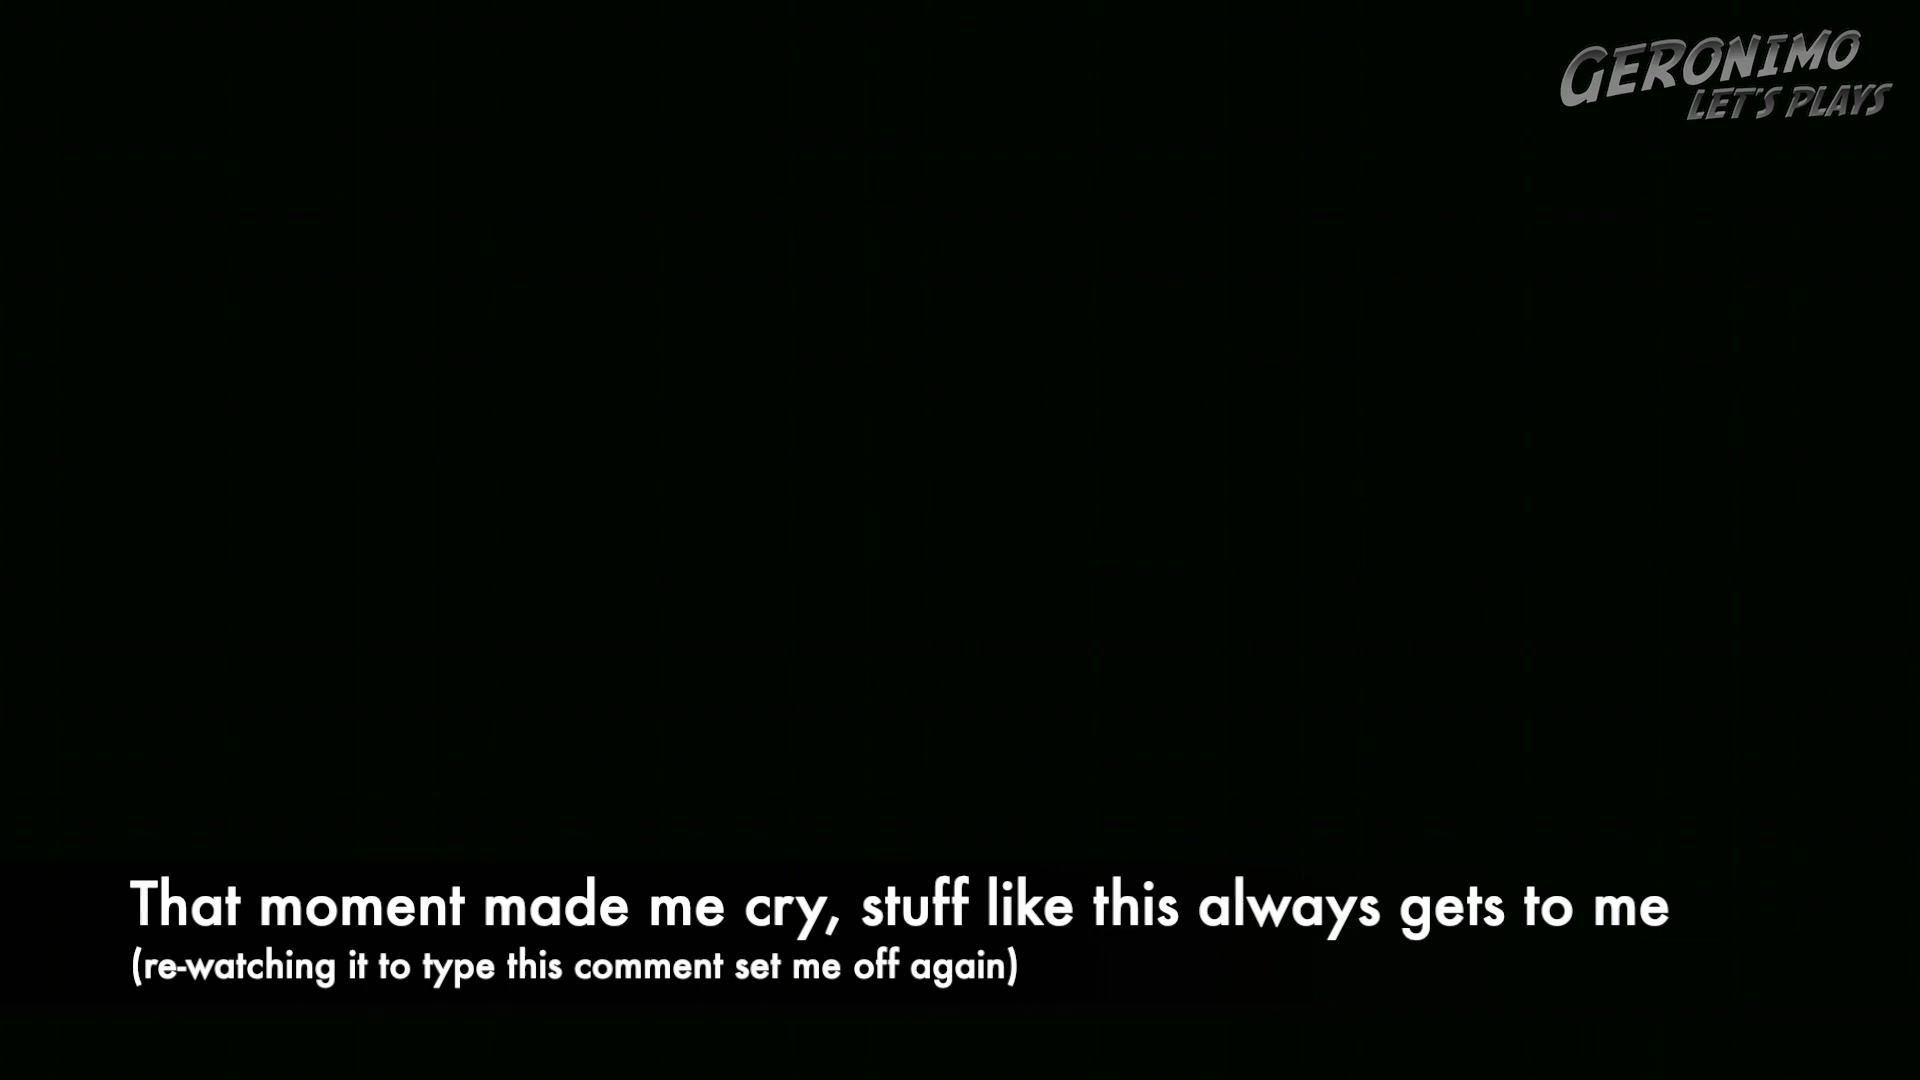 GERONIMO
LET'S PLAYS
That moment made me cry, stuff like this always gets to me
(re-watching it to type this comment set me off again)